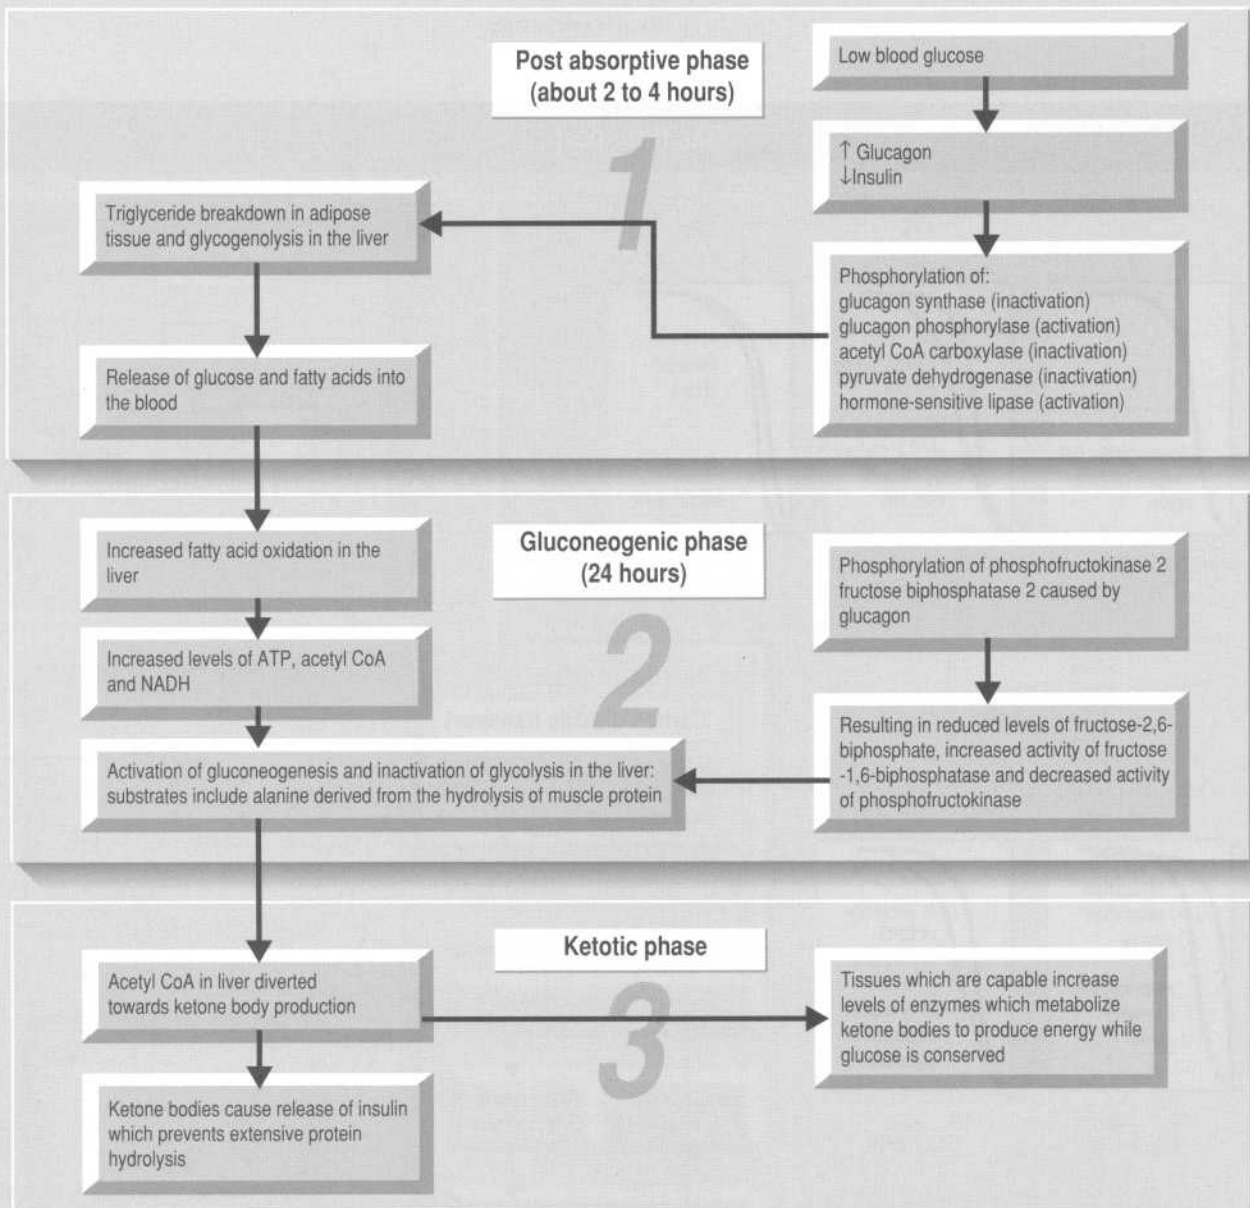 Post absorptive phase
(about 2 to 4 hours)
1
Low blood glucose
↑ Glucagon
↓Insulin
Phosphorylation of:
glucagon synthase (inactivation)
glucagon phosphorylase (activation)
acetyl CoA carboxylase (inactivation)
pyruvate dehydrogenase (inactivation)
hormone-sensitive lipase (activation)
Triglyceride breakdown in adipose
tissue and glycogenolysis in the liver
Release of glucose and fatty acids into
the blood
Gluconeogenic phase
(24 hours)
2
Increased fatty acid oxidation in the
liver
Increased levels of ATP, acetyl CoA
and NADH
Phosphorylation of phosphofructokinase 2
fructose biphosphatase 2 caused by
glucagon
Resulting in reduced levels of fructose-2,6-
biphosphate, increased activity of fructose
-1,6-biphosphatase and decreased activity
of phosphofructokinase
Activation of gluconeogenesis and inactivation of glycolysis in the liver:
substrates include alanine derived from the hydrolysis of muscle protein
Ketotic phase
3
Acetyl CoA in liver diverted
towards ketone body production
Tissues which are capable increase
levels of enzymes which metabolize
ketone bodies to produce energy while
glucose is conserved
Ketone bodies cause release of insulin
which prevents extensive protein
hydrolysis